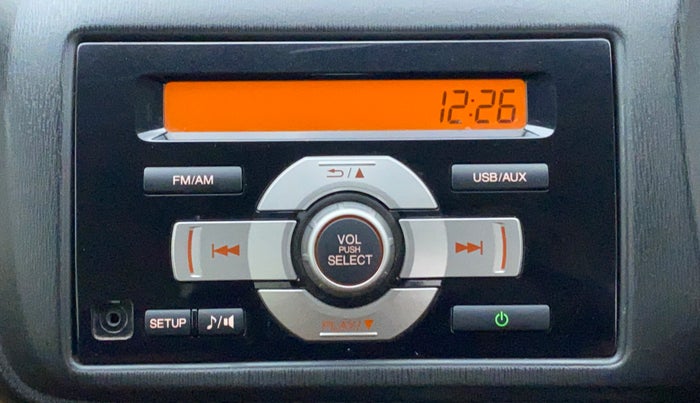 12:26
FM/AM
USB/AUX
VOL
PUSH
SELECT
SETUP
PLAY/